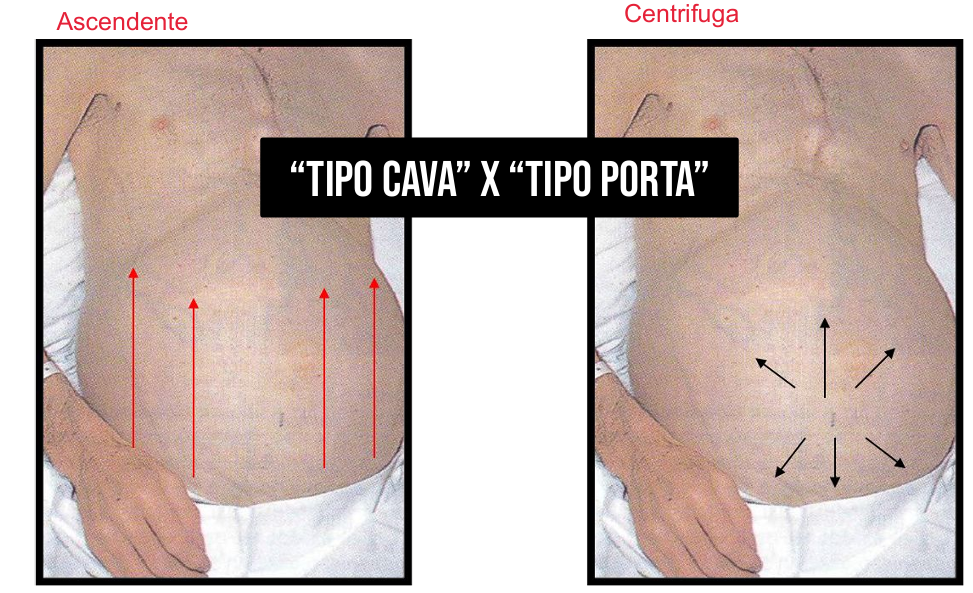 Ascendente
Centrifuga
“TIPO CAVA” X “TIPO PORTA”